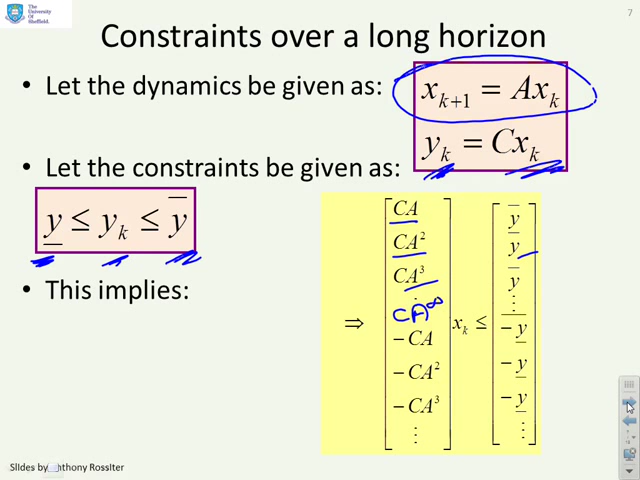 The
University
Of
Sheffield.
7
Constraints over a long horizon
• Let the dynamics be given as:
x_{k+1} = Ax_k
y_k = Cx_k
• Let the constraints be given as:
y̲ ≤ y_k ≤ y̅
• This implies:
⇒ [CA
CA²
CA³
⋮
CA^∞
−CA
−CA²
−CA³
⋮] x_k ≤ [y̅
y̅
y̅
⋮
−y̲
−y̲
−y̲
⋮]
Slides by Anthony Rossiter